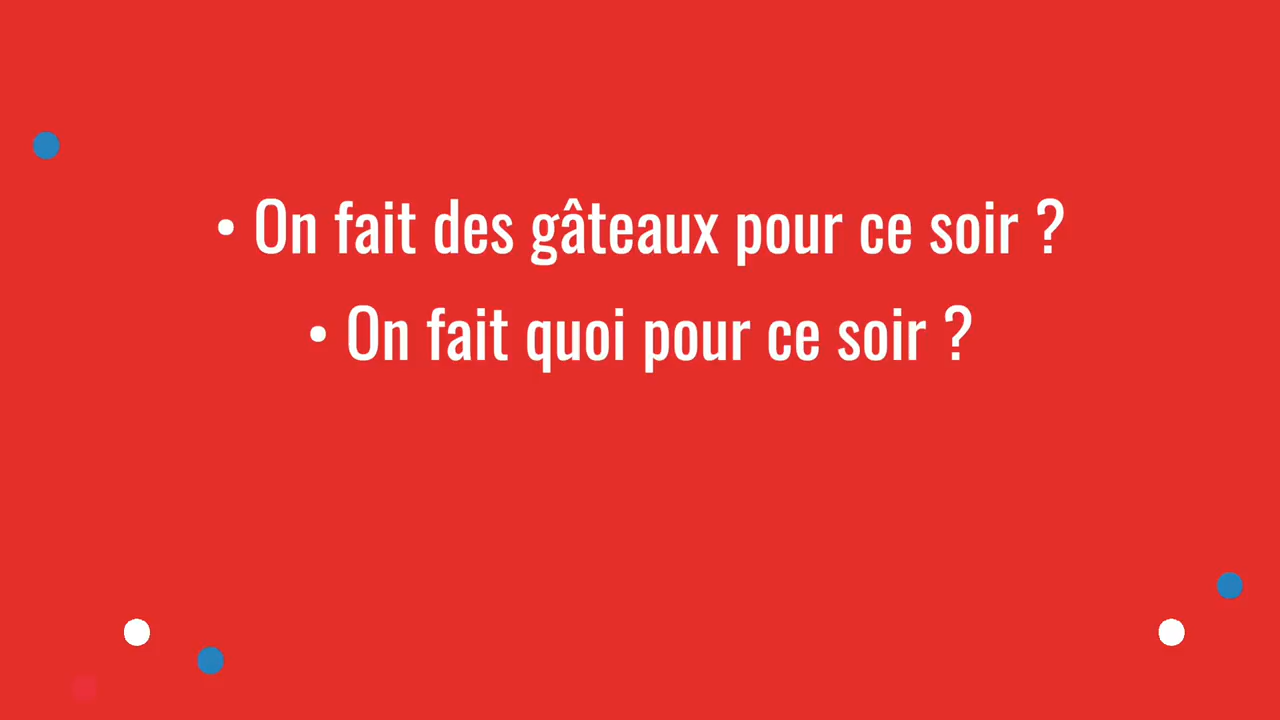 • On fait des gâteaux pour ce soir ?
• On fait quoi pour ce soir ?